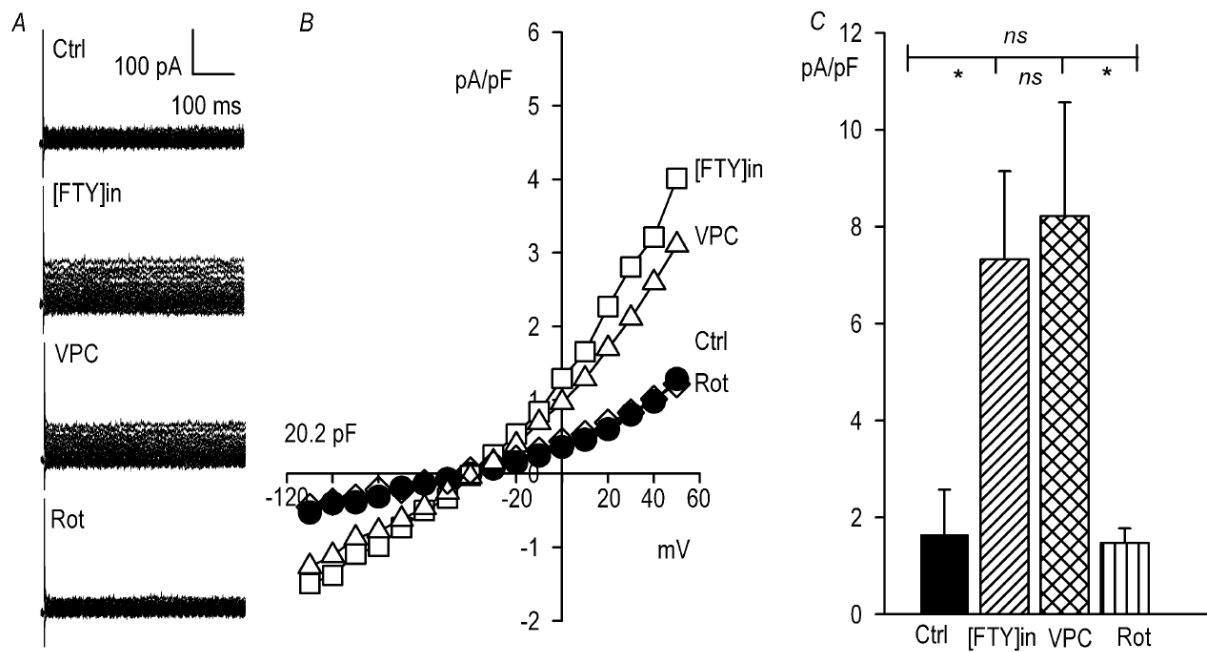 A
Ctrl
100 pA
100 ms
[FTY]in
VPC
Rot
B
6
pA/pF
5
4
[FTY]in
3
VPC
2
Ctrl
1
Rot
20.2 pF
0
-120
-20
20
40
60
-1
mV
-2
C
12
ns
pA/pF
* ns *
10
8
6
4
2
0
Ctrl [FTY]in VPC Rot